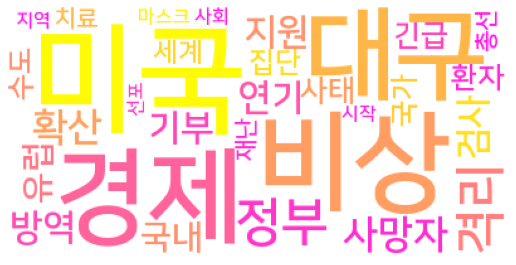 지역 치료 마스크 사회
미국 세계 지원 대구 긴급 총선
수도 집단 환자
확산 기부 연기 사태 국가 검사
선포 재난 시작
유럽 경제 비상 격리
방역 국내 정부 사망자